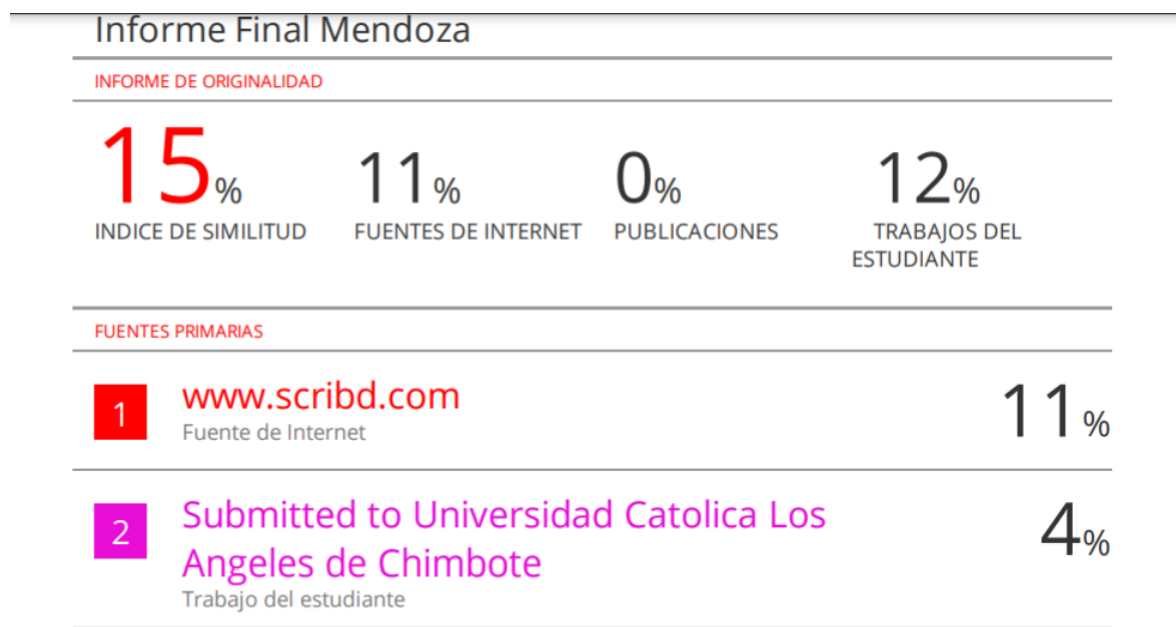 Informe Final Mendoza
INFORME DE ORIGINALIDAD
15%
11%
0%
12%
INDICE DE SIMILITUD
FUENTES DE INTERNET
PUBLICACIONES
TRABAJOS DEL
ESTUDIANTE
FUENTES PRIMARIAS
1
www.scribd.com
Fuente de Internet
11%
2
Submitted to Universidad Catolica Los
Angeles de Chimbote
Trabajo del estudiante
4%